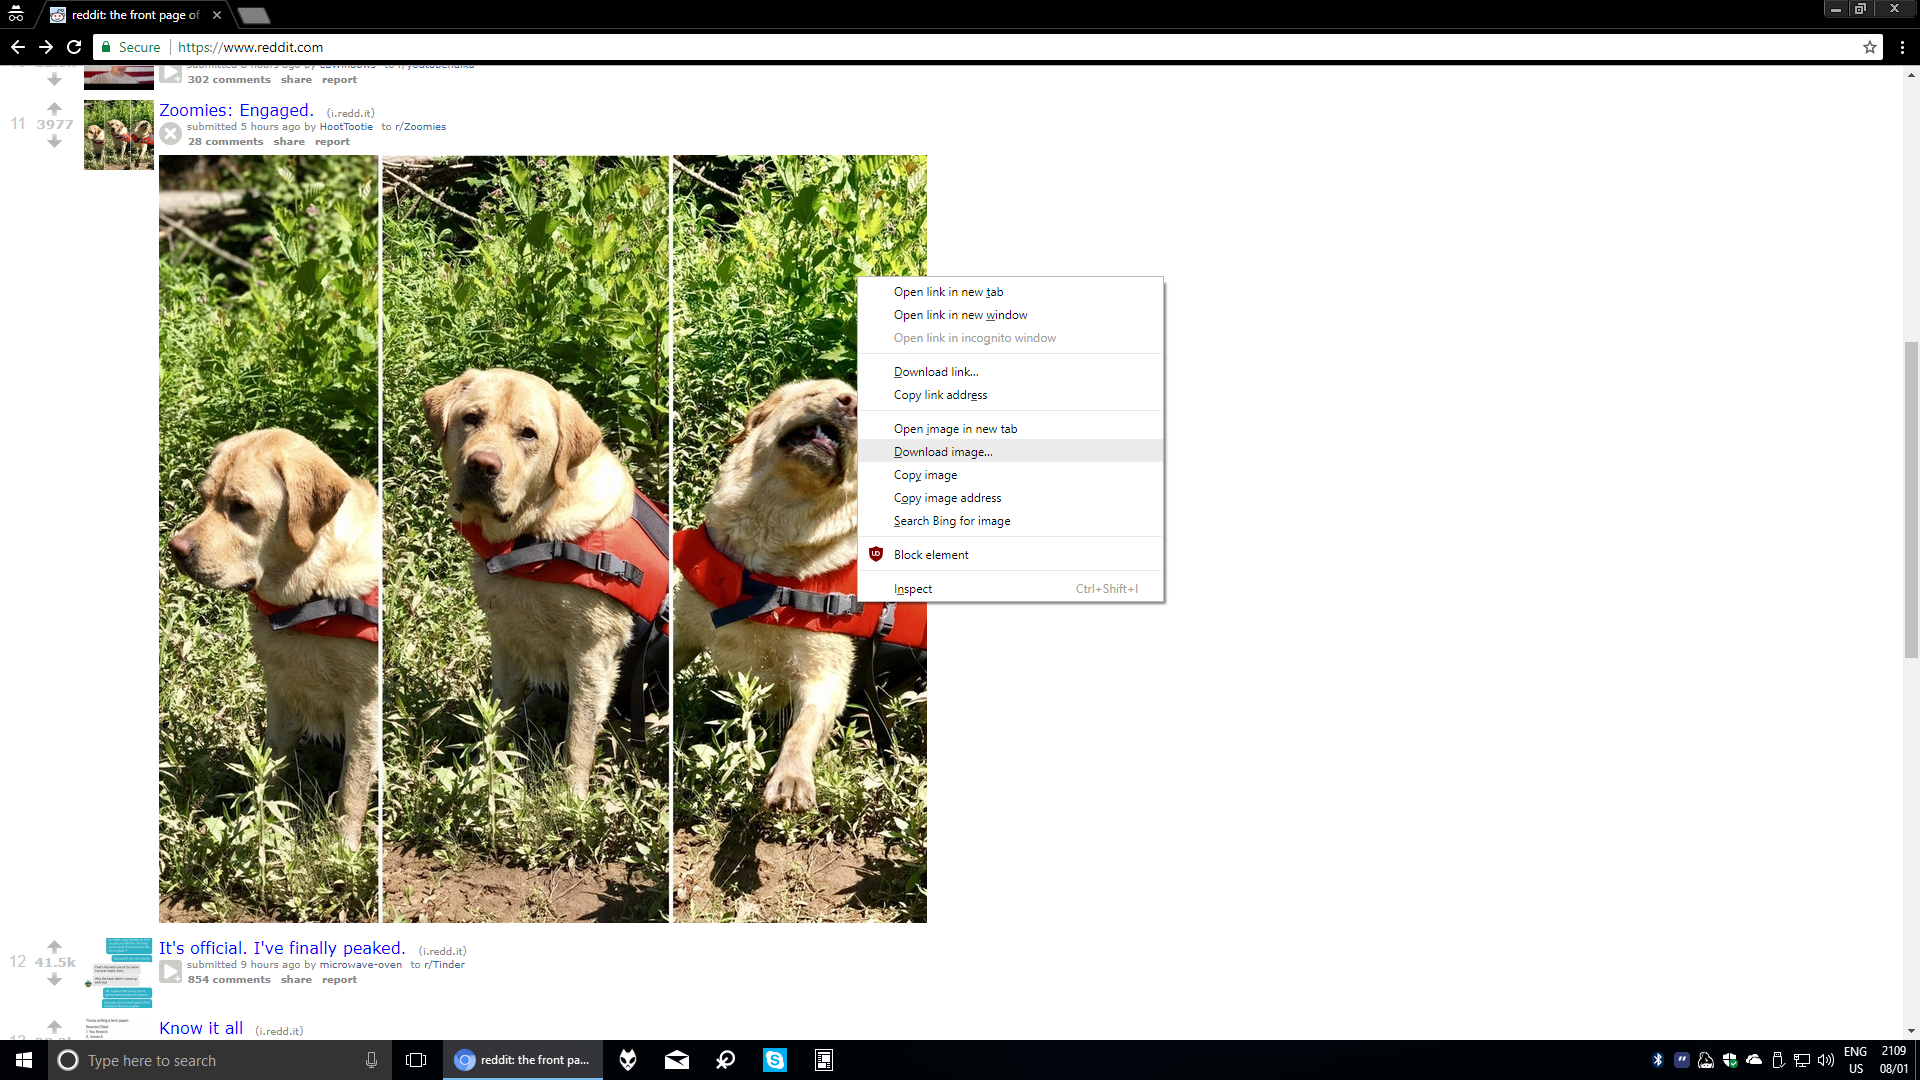 reddit: the front page of
Secure
https://www.reddit.com
302 comments share report
11
3977
Zoomies: Engaged. (i.redd.it)
submitted 5 hours ago by HootTootie to r/Zoomies
28 comments share report
Open link in new tab
Open link in new window
Open link in incognito window
Download link...
Copy link address
Open image in new tab
Download image...
Copy image
Copy image address
Search Bing for image
Block element
Inspect Ctrl+Shift+I
12
41.5k
It's official. I've finally peaked. (i.redd.it)
submitted 9 hours ago by microwave-oven to r/Tinder
854 comments share report
Know it all (i.redd.it)
Type here to search
reddit: the front pa...
ENG
US
2109
08/01